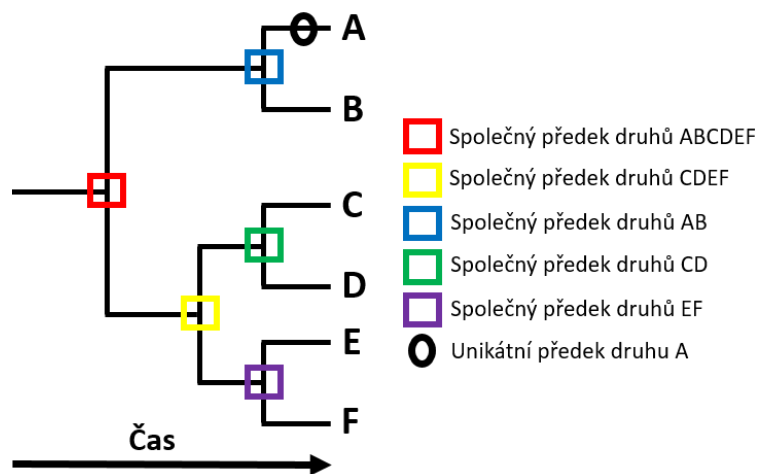 A
B
C
D
E
F
Čas
Společný předek druhů ABCDEF
Společný předek druhů CDEF
Společný předek druhů AB
Společný předek druhů CD
Společný předek druhů EF
Unikátní předek druhu A